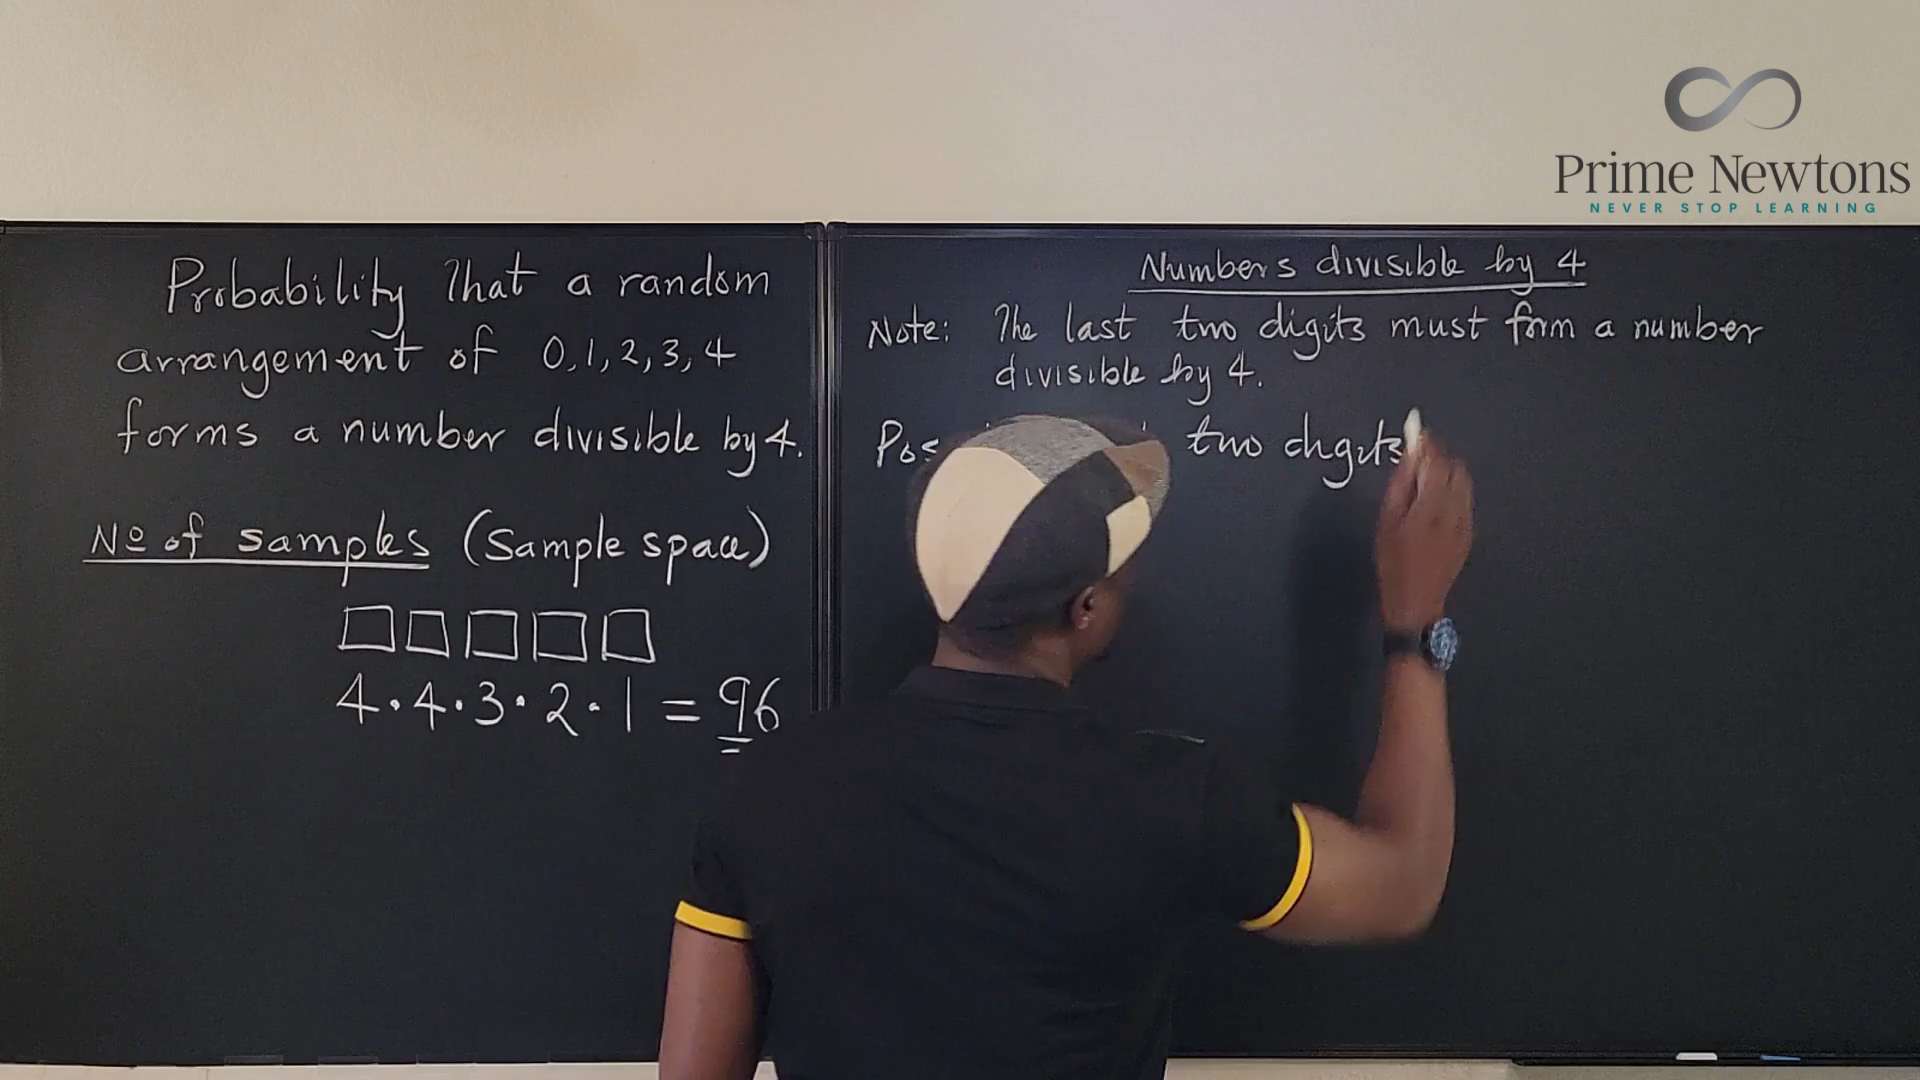 Prime Newtons
NEVER STOP LEARNING
Probability that a random
arrangement of 0, 1, 2, 3, 4
forms a number divisible by 4.
No of samples (Sample space)
4 · 4 · 3 · 2 · 1 = 96
Numbers divisible by 4
Note: The last two digits must form a number
divisible by 4.
two digits